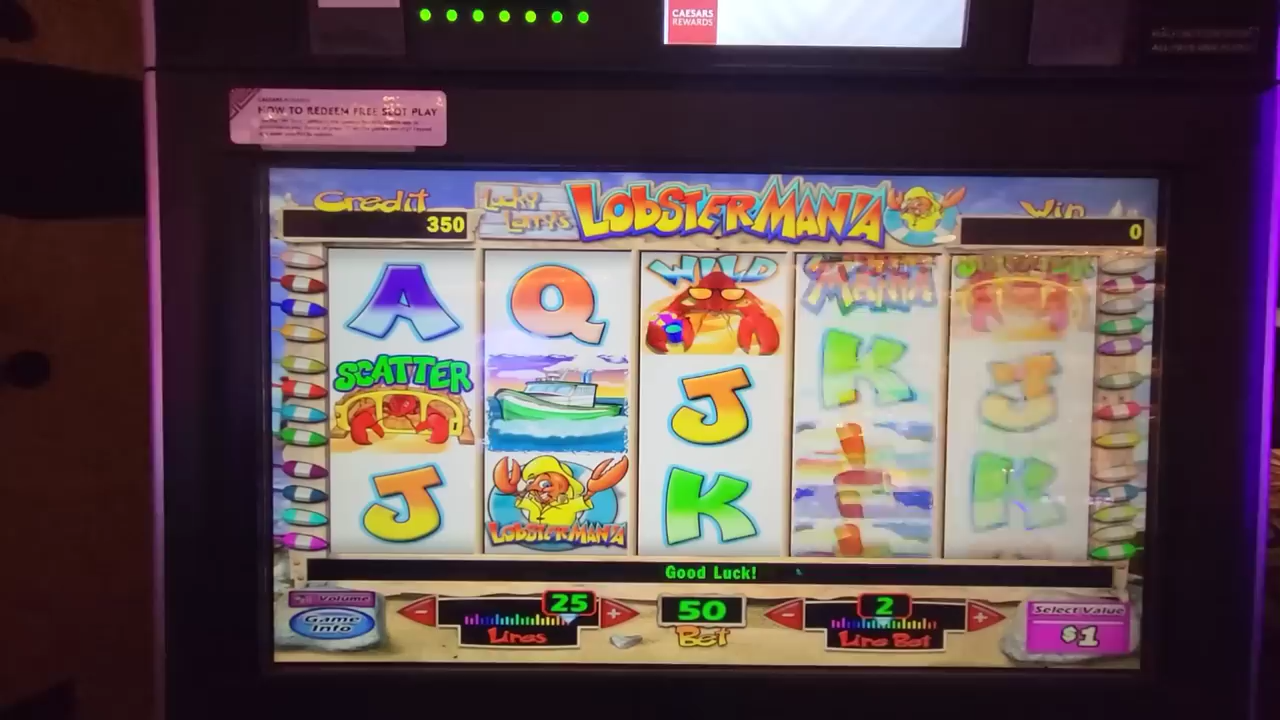 CAESARS
REWARDS
HOW TO REDEEM FREE SLOT PLAY
Credit
350
Lucky
Larry's
LOBSTERMANIA
Win
0
A
Q
WILD
MANIA
SCATTER
K
J
J
J
LOBSTERMANIA
K
K
Good Luck!
Volume
Game
Info
-
25
+
Lines
50
Bet
-
2
+
Line Bet
Select Value
$1